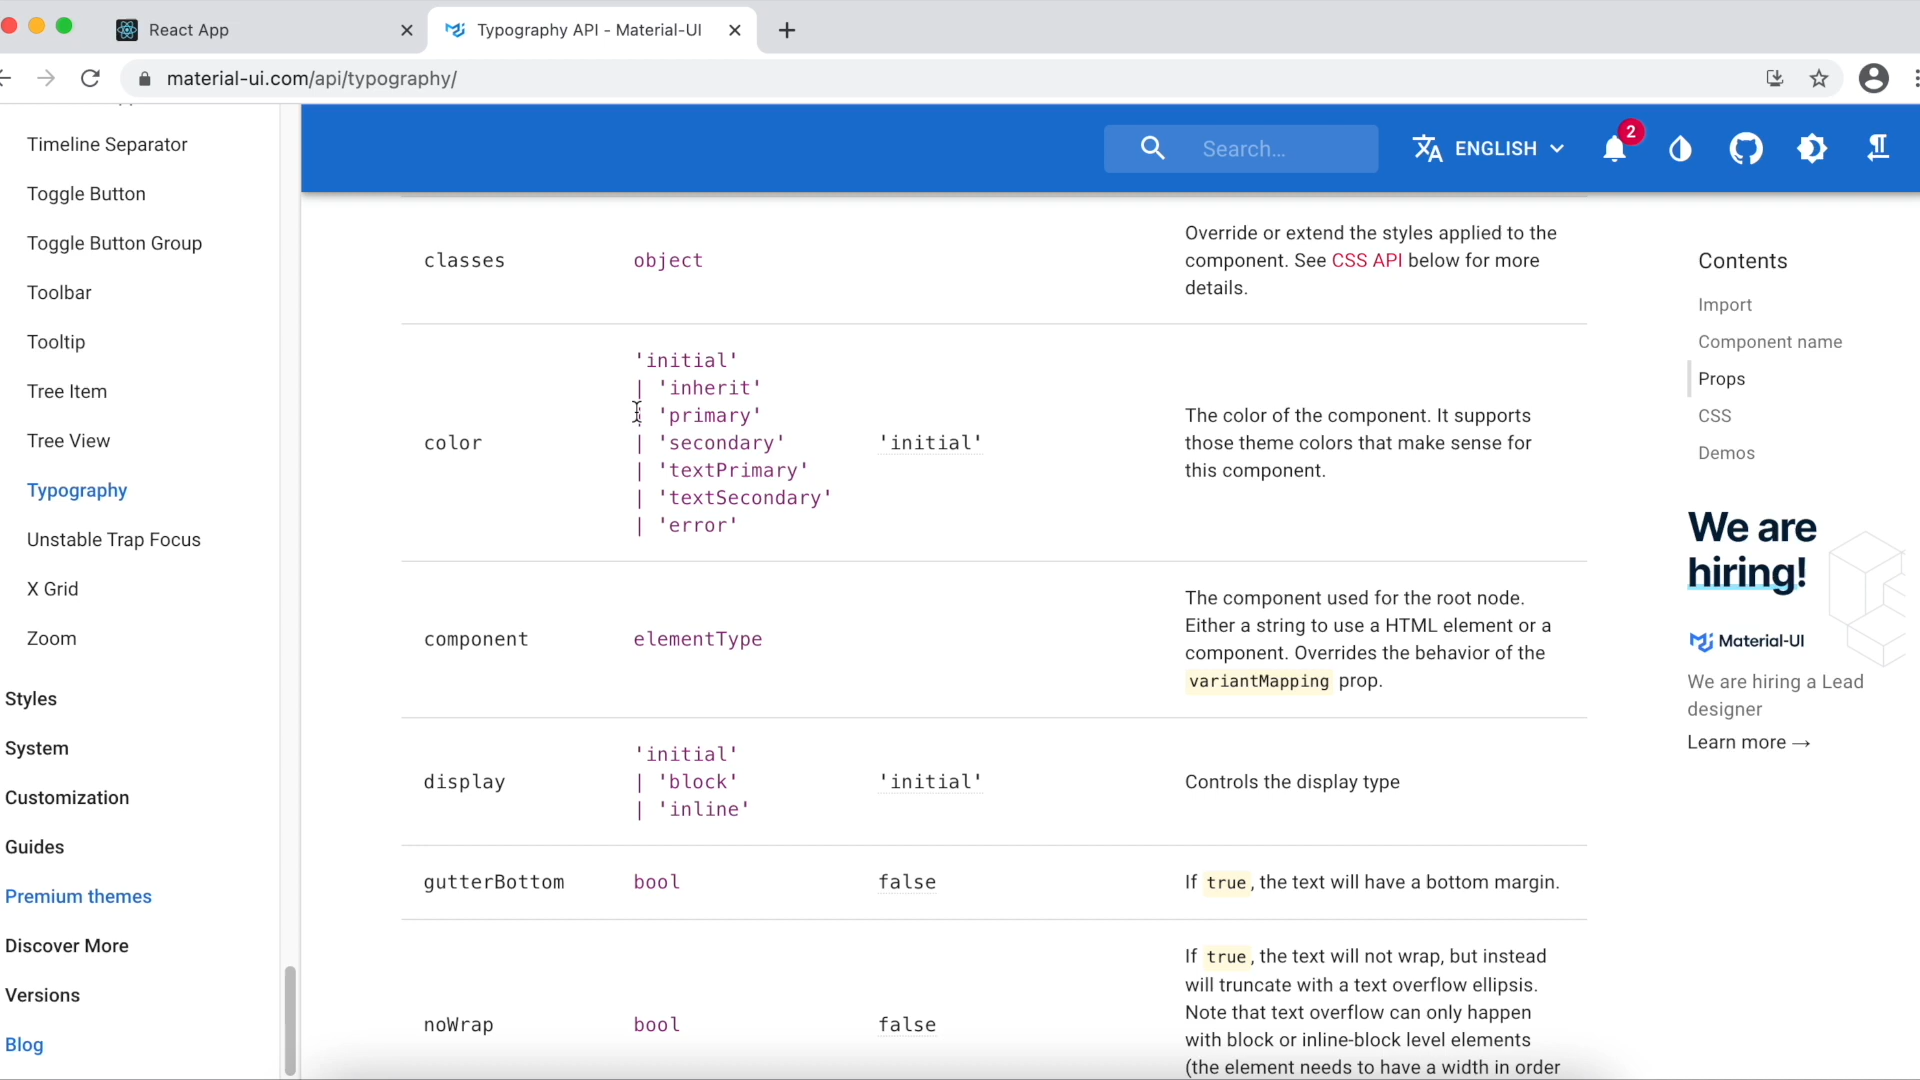 React App
Typography API - Material-UI
material-ui.com/api/typography/
Search...
ENGLISH
2
Timeline Separator
Toggle Button
Toggle Button Group
Toolbar
Tooltip
Tree Item
Tree View
Typography
Unstable Trap Focus
X Grid
Zoom
Styles
System
Customization
Guides
Premium themes
Discover More
Versions
Blog
classes object Override or extend the styles applied to the
component. See CSS API below for more
details.
color 'initial'
| 'inherit'
| 'primary'
| 'secondary'
| 'textPrimary'
| 'textSecondary'
| 'error'
'initial'
The color of the component. It supports
those theme colors that make sense for
this component.
component elementType The component used for the root node.
Either a string to use a HTML element or a
component. Overrides the behavior of the
variantMapping prop.
display 'initial'
| 'block'
| 'inline'
'initial'
Controls the display type
gutterBottom bool false If true, the text will have a bottom margin.
noWrap bool false If true, the text will not wrap, but instead
will truncate with a text overflow ellipsis.
Note that text overflow can only happen
with block or inline-block level elements
(the element needs to have a width in order
Contents
Import
Component name
Props
CSS
Demos
We are
hiring!
Material-UI
We are hiring a Lead
designer
Learn more →